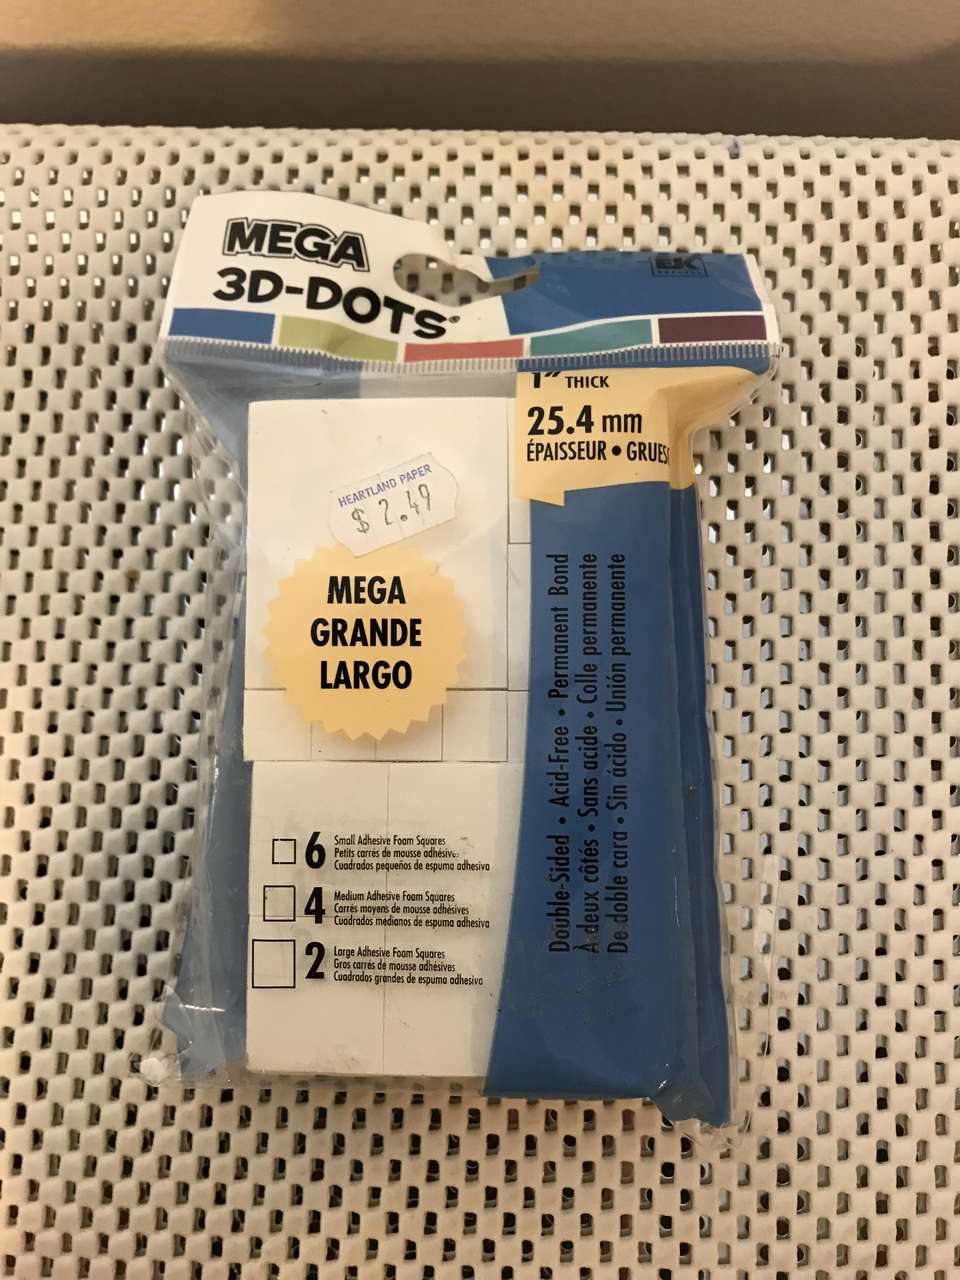 MEGA
3D-DOTS®
EK
SUCCESS
1" THICK
25.4 mm
ÉPAISSEUR • GRUES
HEARTLAND PAPER
$ 2.49
MEGA
GRANDE
LARGO
6 Small Adhesive Foam Squares
Petits carrés de mousse adhésives
Cuadrados pequeños de espuma adhesiva
4 Medium Adhesive Foam Squares
Carrés moyens de mousse adhésives
Cuadrados medianos de espuma adhesiva
2 Large Adhesive Foam Squares
Gros carrés de mousse adhésives
Cuadrados grandes de espuma adhesiva
Double-Sided • Acid-Free • Permanent Bond
À deux côtés • Sans acide • Colle permanente
De doble cara • Sin ácido • Unión permanente